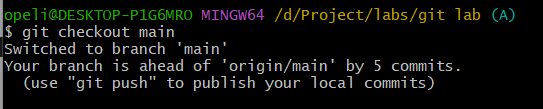 opeli@DESKTOP-P1G6MRO MINGW64 /d/Project/labs/git lab (A)
$ git checkout main
Switched to branch 'main'
Your branch is ahead of 'origin/main' by 5 commits.
  (use "git push" to publish your local commits)